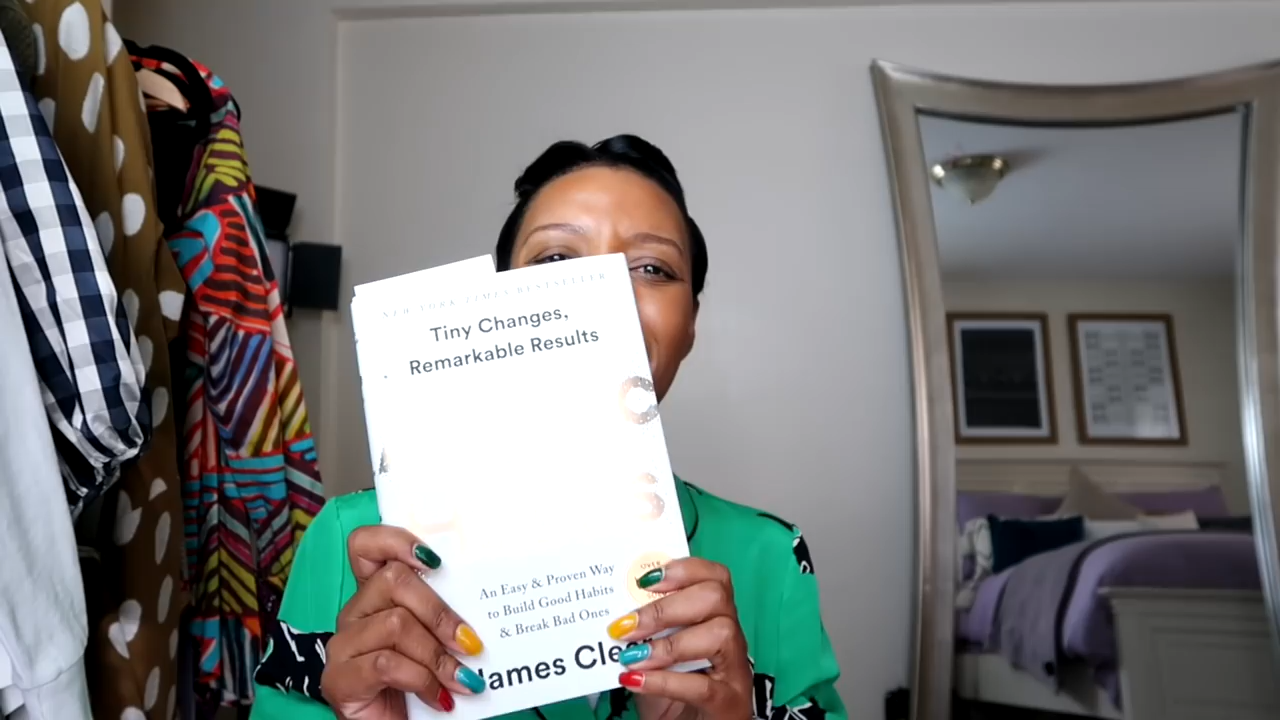 NEW YORK TIMES BESTSELLER
Tiny Changes,
Remarkable Results
An Easy & Proven Way
to Build Good Habits
& Break Bad Ones
OVER
James